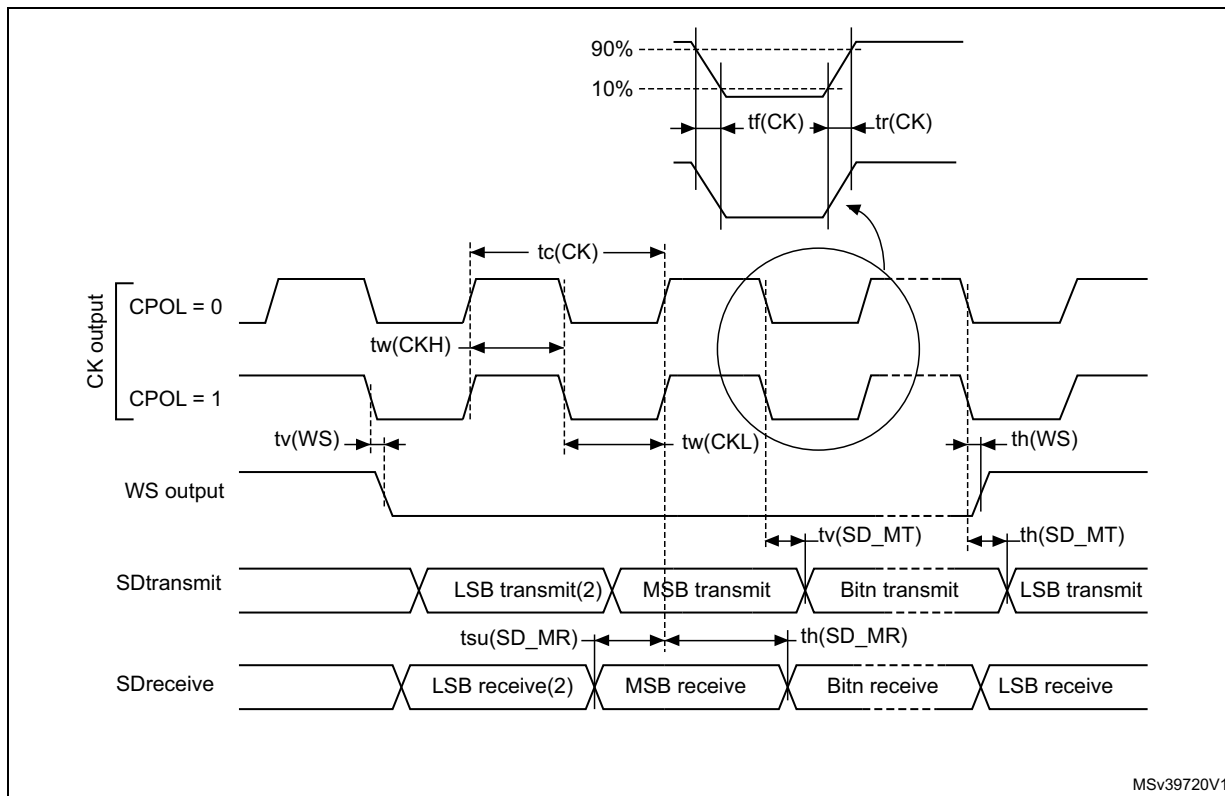 90%
10%
tf(CK)
tr(CK)
tc(CK)
CK output
CPOL = 0
tw(CKH)
CPOL = 1
tv(WS)
tw(CKL)
th(WS)
WS output
tv(SD_MT)
th(SD_MT)
SDtransmit
LSB transmit(2)
MSB transmit
Bitn transmit
LSB transmit
tsu(SD_MR)
th(SD_MR)
SDreceive
LSB receive(2)
MSB receive
Bitn receive
LSB receive
MSv39720V1